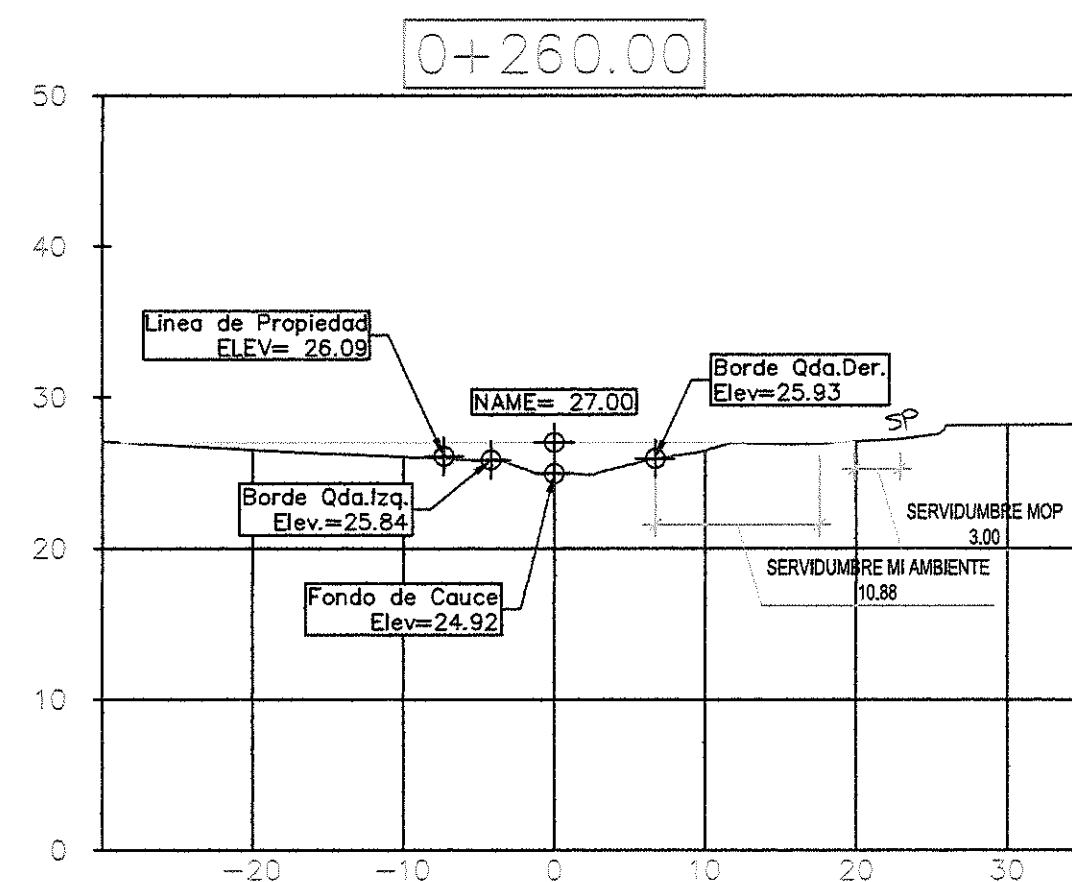 0+260.00
50
40
Linea de Propiedad
ELEV= 26.09
30
NAME= 27.00
Borde Qda.Der.
Elev=25.93
SP
Borde Qda.Izq.
Elev.=25.84
SERVIDUMBRE MOP
3.00
20
SERVIDUMBRE MI AMBIENTE
10.88
Fondo de Cauce
Elev=24.92
10
0
-20
-10
0
10
20
30